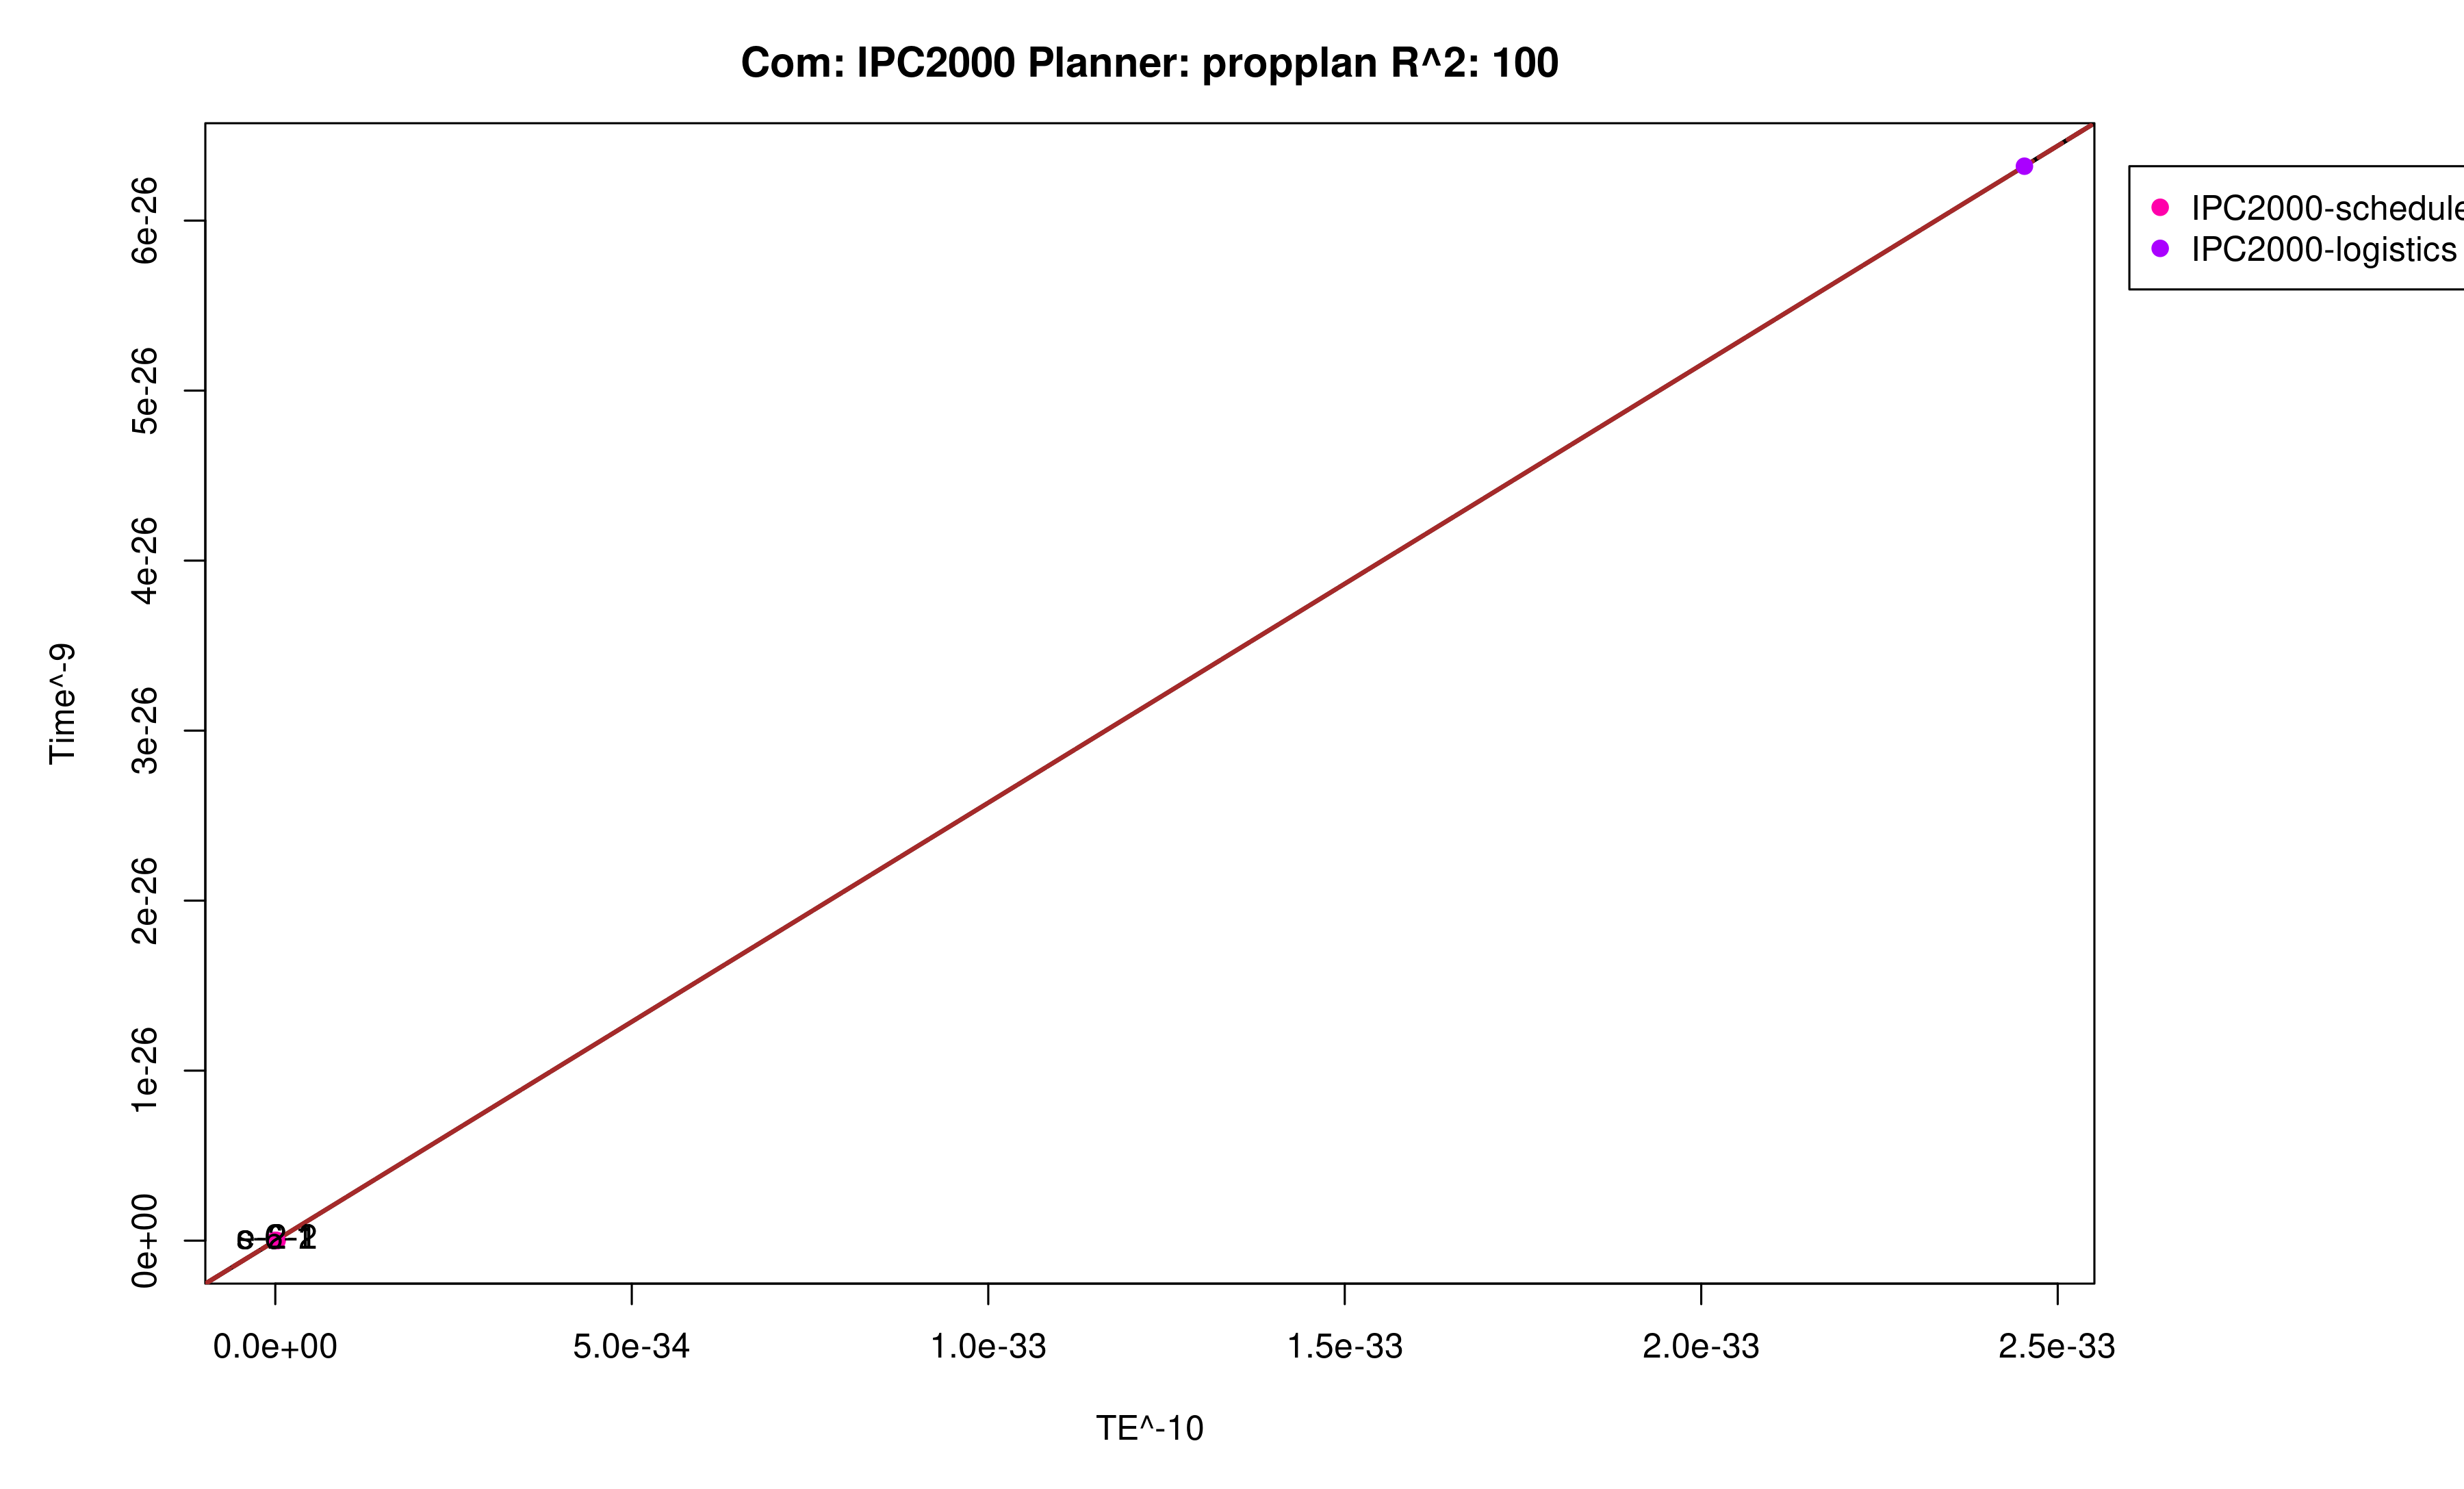 Com: IPC2000 Planner: propplan R^2: 100
IPC2000-schedule
IPC2000-logistics
6e-26
5e-26
4e-26
3e-26
2e-26
1e-26
0e+00
Time^-9
0.0e+00
5.0e-34
1.0e-33
1.5e-33
2.0e-33
2.5e-33
TE^-10